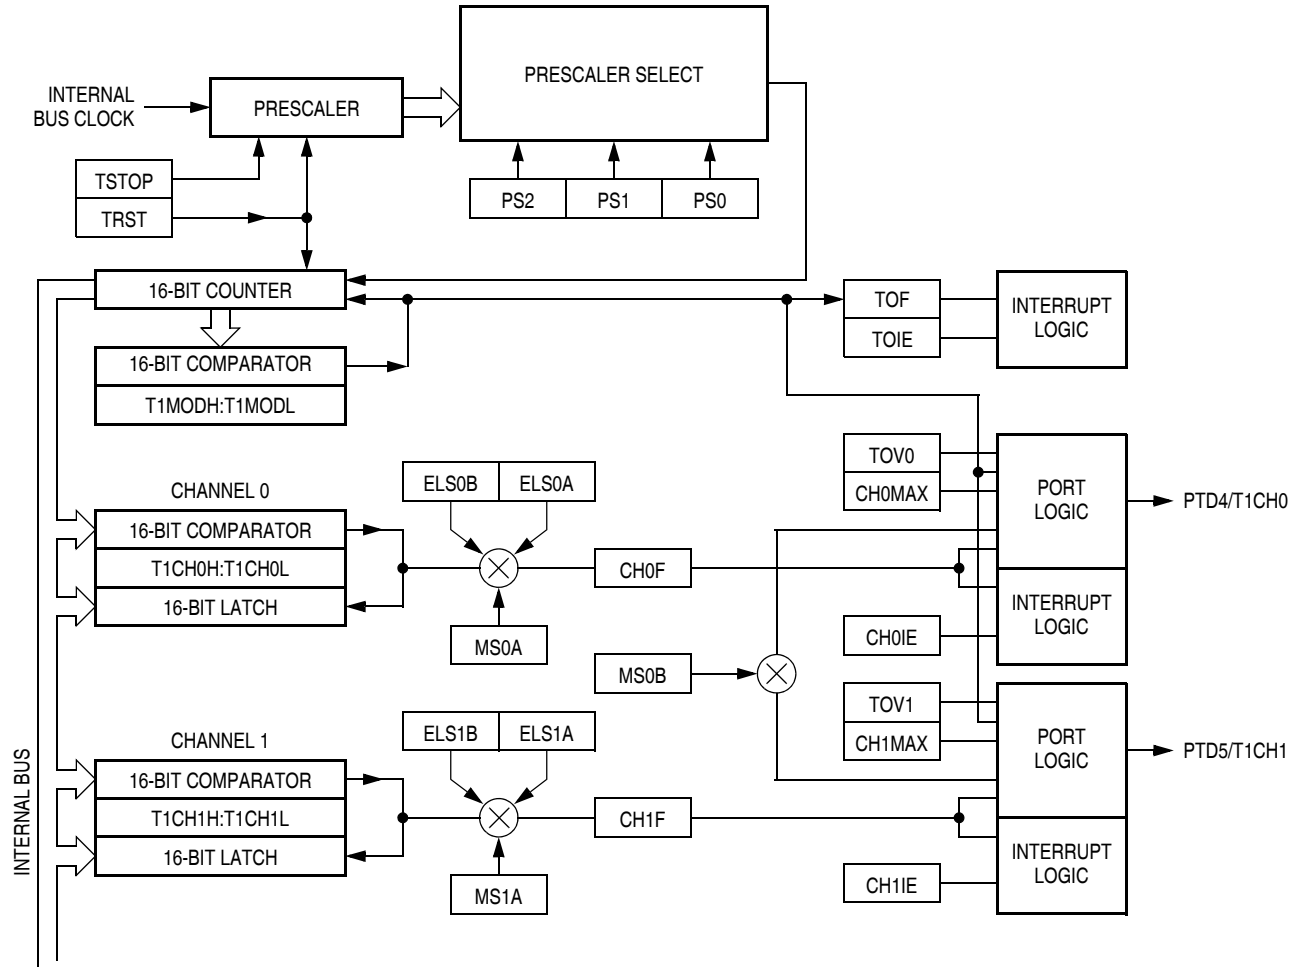 PRESCALER SELECT
INTERNAL
BUS CLOCK
PRESCALER
TSTOP
TRST
PS2
PS1
PS0
16-BIT COUNTER
16-BIT COMPARATOR
T1MODH:T1MODL
TOF
TOIE
INTERRUPT
LOGIC
CHANNEL 0
16-BIT COMPARATOR
T1CH0H:T1CH0L
16-BIT LATCH
ELS0B
ELS0A
MS0A
CH0F
TOV0
CH0MAX
PORT
LOGIC
PTD4/T1CH0
INTERRUPT
LOGIC
CH0IE
MS0B
CHANNEL 1
16-BIT COMPARATOR
T1CH1H:T1CH1L
16-BIT LATCH
ELS1B
ELS1A
MS1A
CH1F
TOV1
CH1MAX
PORT
LOGIC
PTD5/T1CH1
INTERRUPT
LOGIC
CH1IE
INTERNAL BUS